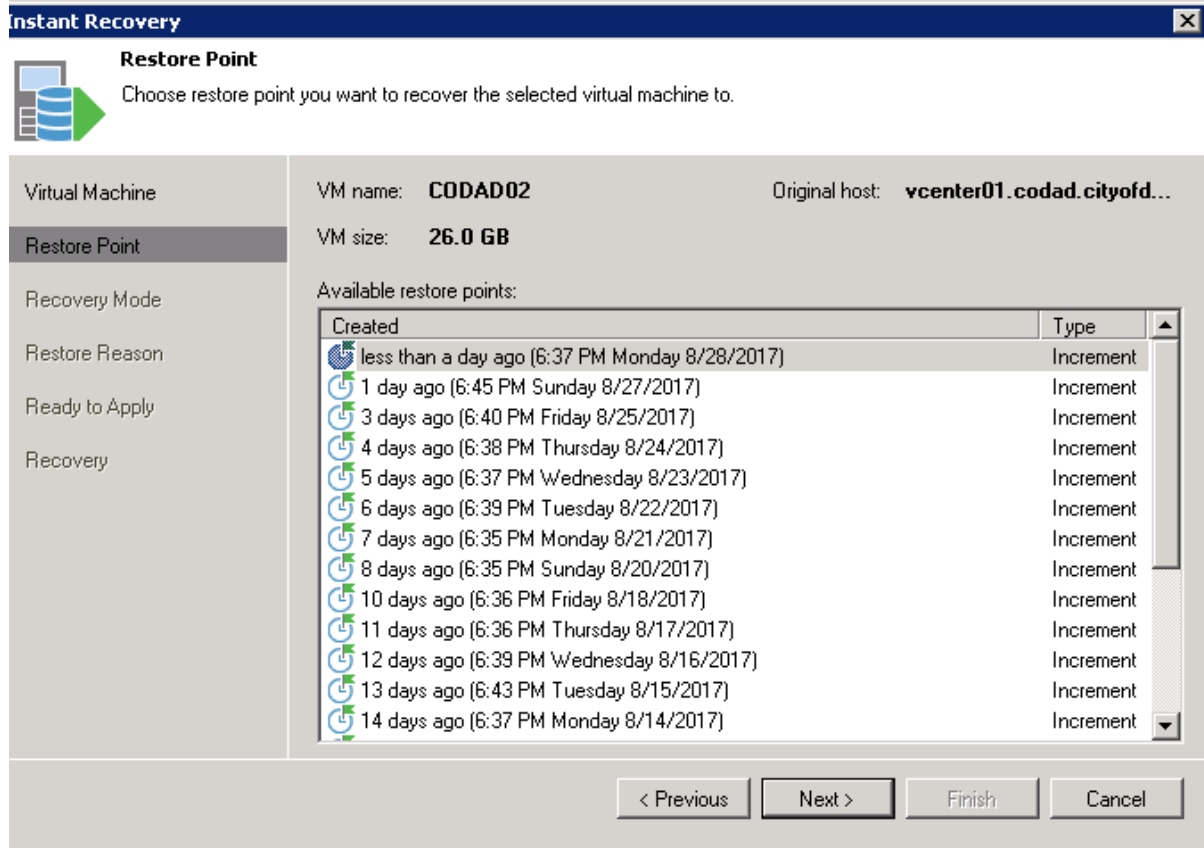 Instant Recovery
Restore Point
Choose restore point you want to recover the selected virtual machine to.
Virtual Machine
Restore Point
Recovery Mode
Restore Reason
Ready to Apply
Recovery
VM name: CODAD02 Original host: vcenter01.codad.cityofd...
VM size: 26.0 GB
Available restore points:
Created Type
less than a day ago (6:37 PM Monday 8/28/2017) Increment
1 day ago (6:45 PM Sunday 8/27/2017) Increment
3 days ago (6:40 PM Friday 8/25/2017) Increment
4 days ago (6:38 PM Thursday 8/24/2017) Increment
5 days ago (6:37 PM Wednesday 8/23/2017) Increment
6 days ago (6:39 PM Tuesday 8/22/2017) Increment
7 days ago (6:35 PM Monday 8/21/2017) Increment
8 days ago (6:35 PM Sunday 8/20/2017) Increment
10 days ago (6:36 PM Friday 8/18/2017) Increment
11 days ago (6:36 PM Thursday 8/17/2017) Increment
12 days ago (6:39 PM Wednesday 8/16/2017) Increment
13 days ago (6:43 PM Tuesday 8/15/2017) Increment
14 days ago (6:37 PM Monday 8/14/2017) Increment
< Previous Next > Finish Cancel